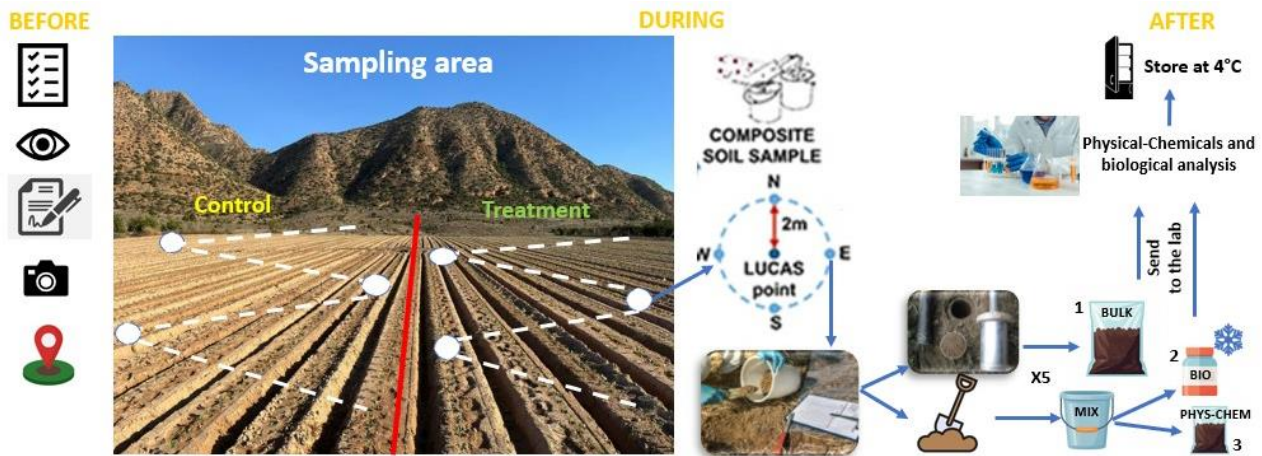 BEFORE
DURING
AFTER
Sampling area
Control
Treatment
COMPOSITE
SOIL SAMPLE
N
2m
W
E
LUCAS
point
S
X5
1
BULK
MIX
2
BIO
PHYS-CHEM
3
Send
to the lab
Physical-Chemicals and
biological analysis
Store at 4°C